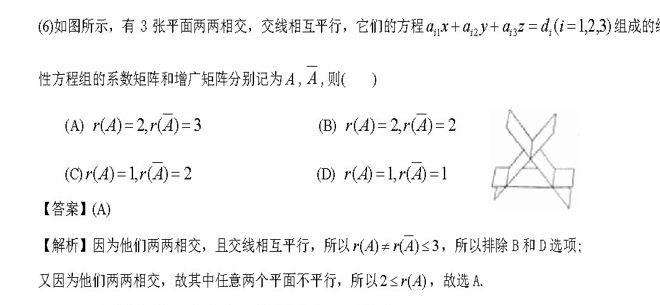 (6)如图所示，有 3 张平面两两相交，交线相互平行，它们的方程 a_{i1}x + a_{i2}y + a_{i3}z = d_i (i = 1,2,3) 组成的
性方程组的系数矩阵和增广矩阵分别记为 A , \overline{A} , 则( )
(A) r(A) = 2, r(\overline{A}) = 3 (B) r(A) = 2, r(\overline{A}) = 2
(C) r(A) = 1, r(\overline{A}) = 2 (D) r(A) = 1, r(\overline{A}) = 1
【答案】(A)
【解析】因为他们两两相交，且交线相互平行，所以 r(A) ≠ r(\overline{A}) ≤ 3，所以排除 B 和 D 选项；
又因为他们两两相交，故其中任意两个平面不平行，所以 2 ≤ r(A)，故选 A.